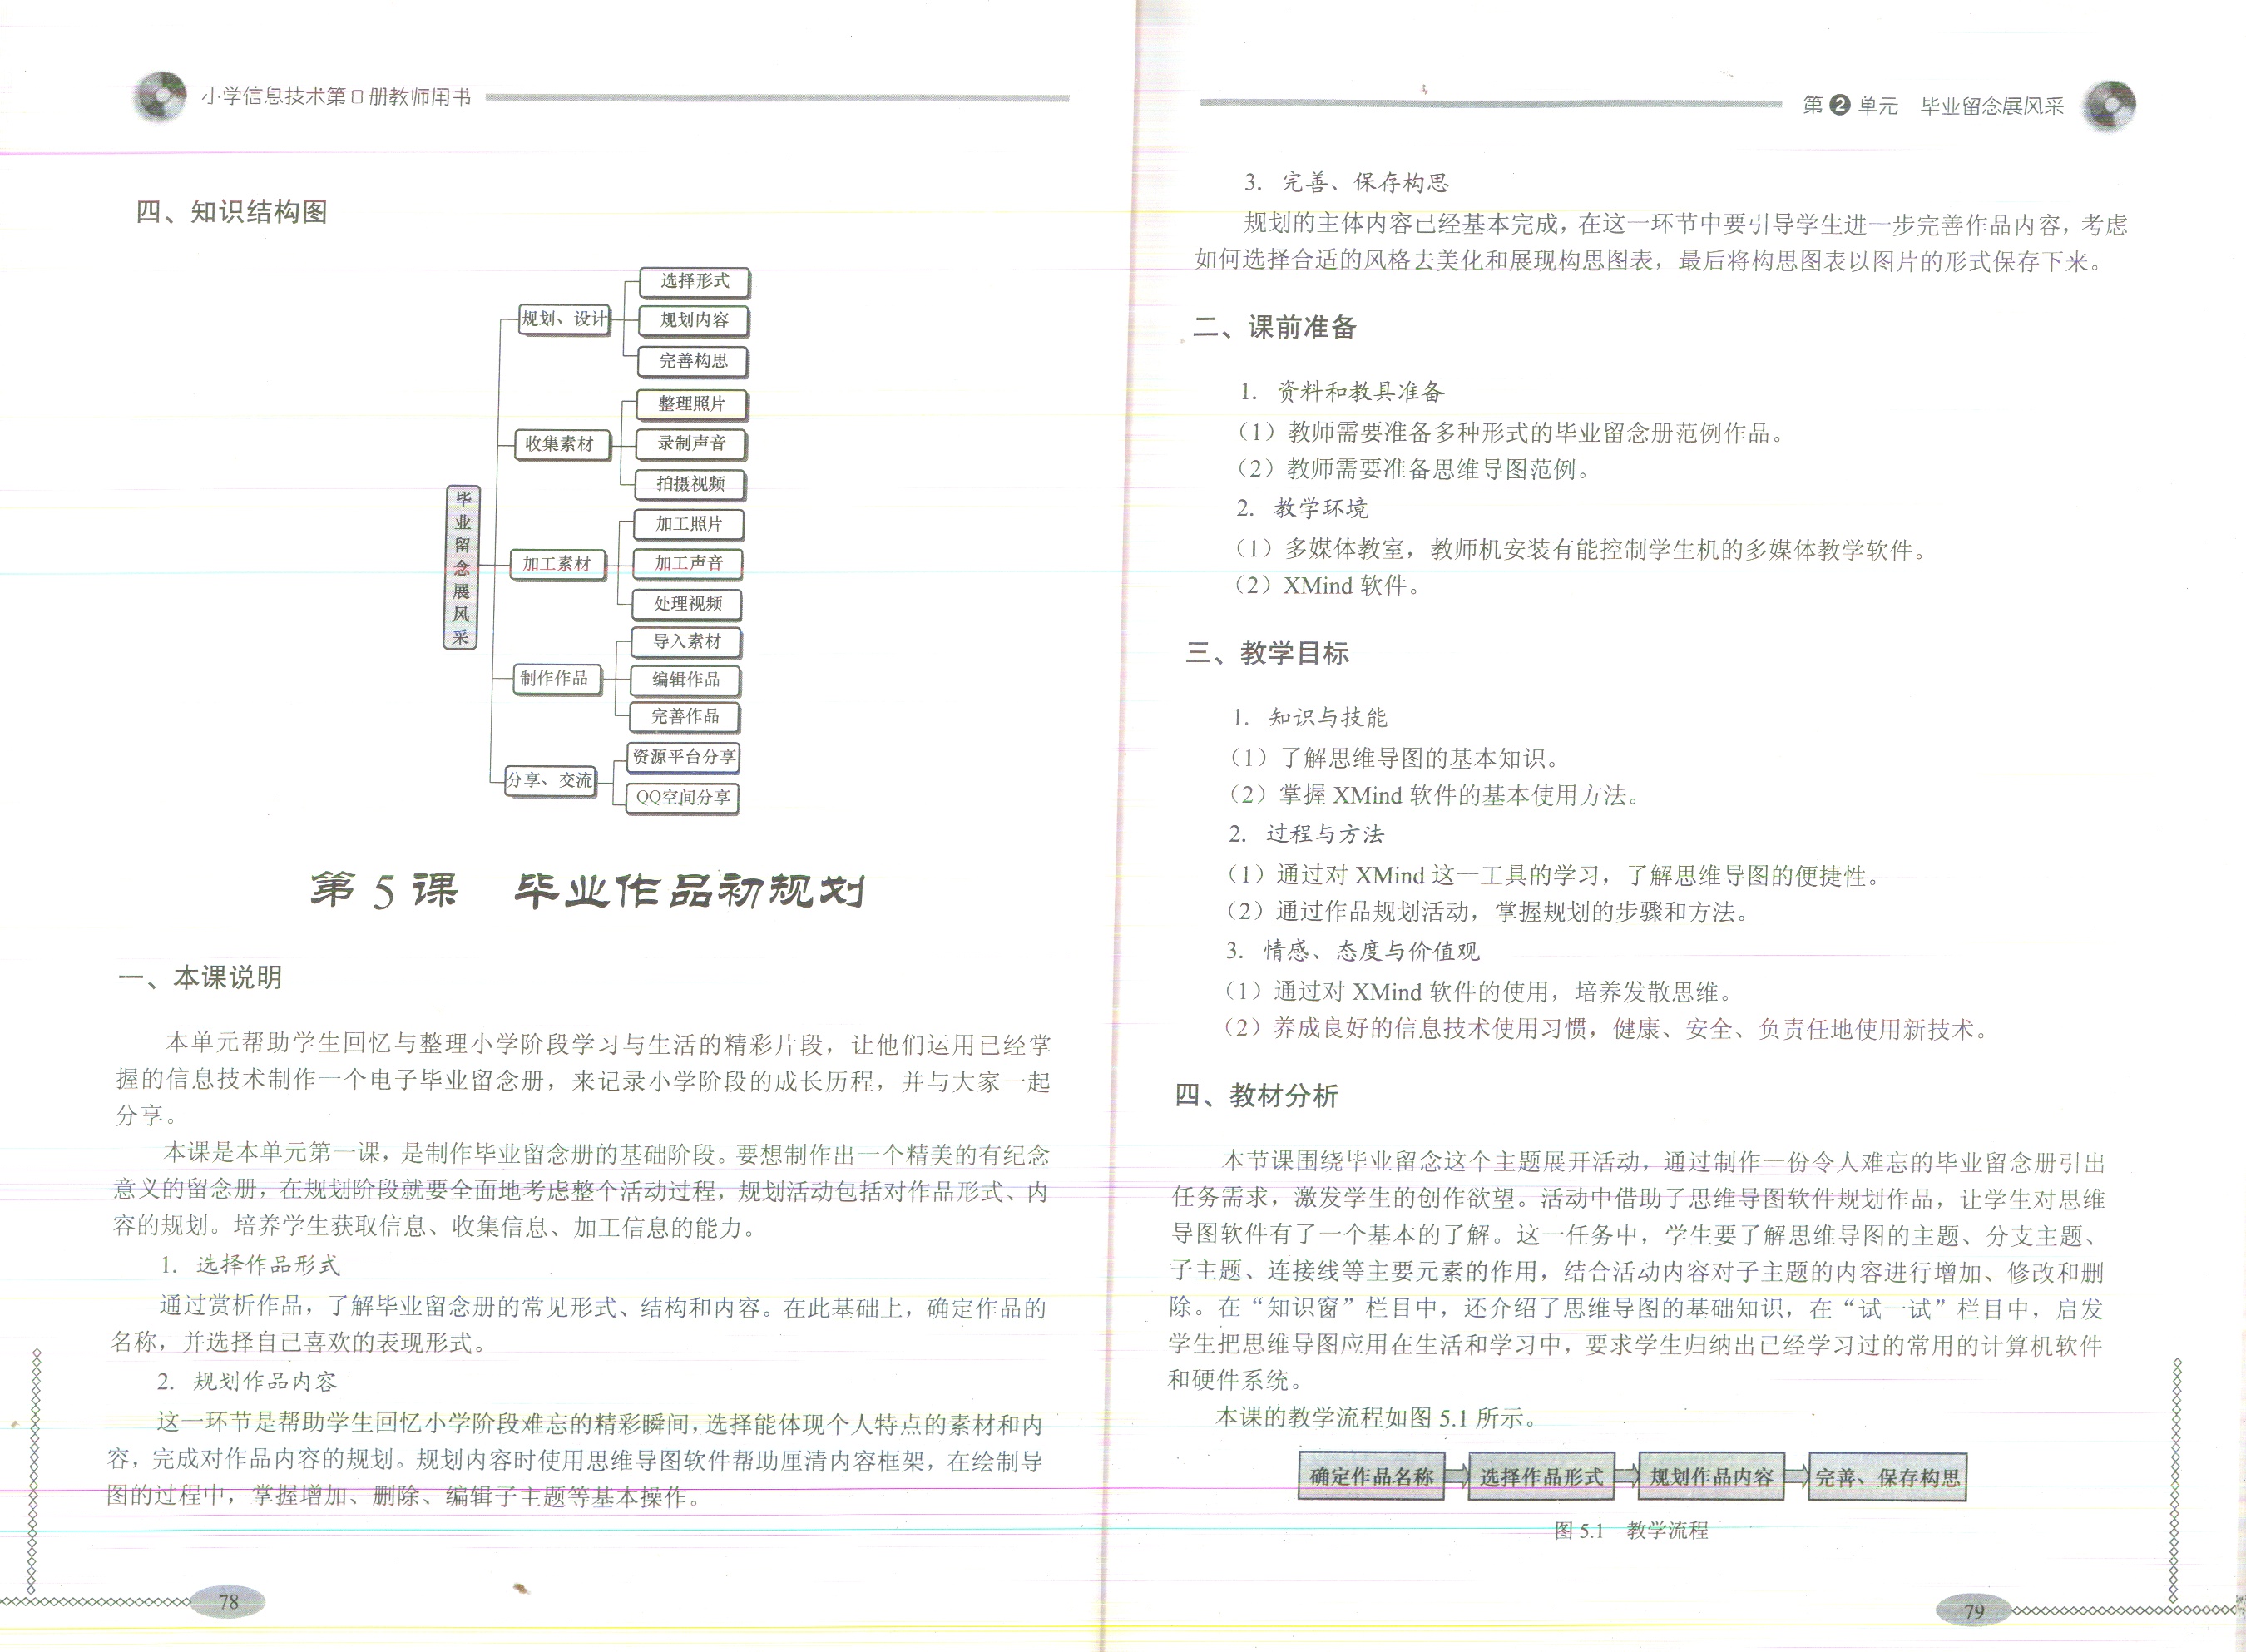 小学信息技术第8册教师用书
四、知识结构图
毕业留念展风采
规划、设计
选择形式
规划内容
完善构思
收集素材
整理照片
录制声音
拍摄视频
加工素材
加工照片
加工声音
处理视频
制作作品
导入素材
编辑作品
完善作品
分享、交流
资源平台分享
QQ空间分享
第 5 课 毕业作品初规划
一、本课说明
本单元帮助学生回忆与整理小学阶段学习与生活的精彩片段，让他们运用已经掌
握的信息技术制作一个电子毕业留念册，来记录小学阶段的成长历程，并与大家一起
分享。
本课是本单元第一课，是制作毕业留念册的基础阶段。要想制作出一个精美的有纪念
意义的留念册，在规划阶段就要全面地考虑整个活动过程，规划活动包括对作品形式、内
容的规划。培养学生获取信息、收集信息、加工信息的能力。
1. 选择作品形式
通过赏析作品，了解毕业留念册的常见形式、结构和内容。在此基础上，确定作品的
名称，并选择自己喜欢的表现形式。
2. 规划作品内容
这一环节是帮助学生回忆小学阶段难忘的精彩瞬间，选择能体现个人特点的素材和内
容，完成对作品内容的规划。规划内容时使用思维导图软件帮助厘清内容框架，在绘制导
图的过程中，掌握增加、删除、编辑子主题等基本操作。
78
第 2 单元 毕业留念展风采
3. 完善、保存构思
规划的主体内容已经基本完成，在这一环节中要引导学生进一步完善作品内容，考虑
如何选择合适的风格去美化和展现构思图表，最后将构思图表以图片的形式保存下来。
二、课前准备
1. 资料和教具准备
（1）教师需要准备多种形式的毕业留念册范例作品。
（2）教师需要准备思维导图范例。
2. 教学环境
（1）多媒体教室，教师机安装有能控制学生机的多媒体教学软件。
（2）XMind 软件。
三、教学目标
1. 知识与技能
（1）了解思维导图的基本知识。
（2）掌握 XMind 软件的基本使用方法。
2. 过程与方法
（1）通过对 XMind 这一工具的学习，了解思维导图的便捷性。
（2）通过作品规划活动，掌握规划的步骤和方法。
3. 情感、态度与价值观
（1）通过对 XMind 软件的使用，培养发散思维。
（2）养成良好的信息技术使用习惯，健康、安全、负责任地使用新技术。
四、教材分析
本节课围绕毕业留念这个主题展开活动，通过制作一份令人难忘的毕业留念册引出
任务需求，激发学生的创作欲望。活动中借助了思维导图软件规划作品，让学生对思维
导图软件有了一个基本的了解。这一任务中，学生要了解思维导图的主题、分支主题、
子主题、连接线等主要元素的作用，结合活动内容对子主题的内容进行增加、修改和删
除。在“知识窗”栏目中，还介绍了思维导图的基础知识，在“试一试”栏目中，启发
学生把思维导图应用在生活和学习中，要求学生归纳出已经学习过的常用的计算机软件
和硬件系统。
本课的教学流程如图 5.1 所示。
确定作品名称
选择作品形式
规划作品内容
完善、保存构思
图 5.1 教学流程
79